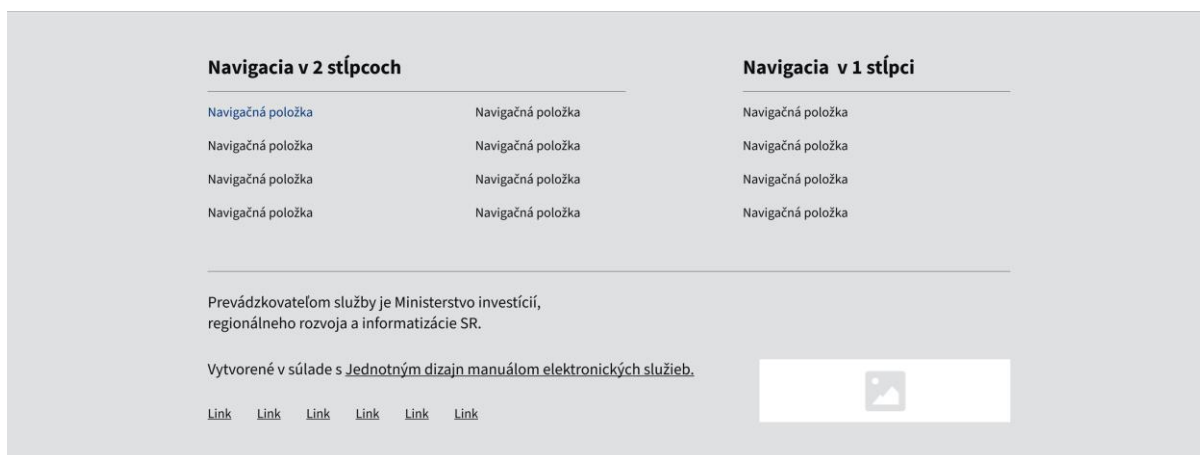 Navigacia v 2 stĺpcoch
Navigačná položka
Navigačná položka
Navigačná položka
Navigačná položka
Navigačná položka
Navigačná položka
Navigačná položka
Navigačná položka
Navigacia  v 1 stĺpci
Navigačná položka
Navigačná položka
Navigačná položka
Navigačná položka
Prevádzkovateľom služby je Ministerstvo investícií,
regionálneho rozvoja a informatizácie SR.
Vytvorené v súlade s Jednotným dizajn manuálom elektronických služieb.
Link Link Link Link Link Link